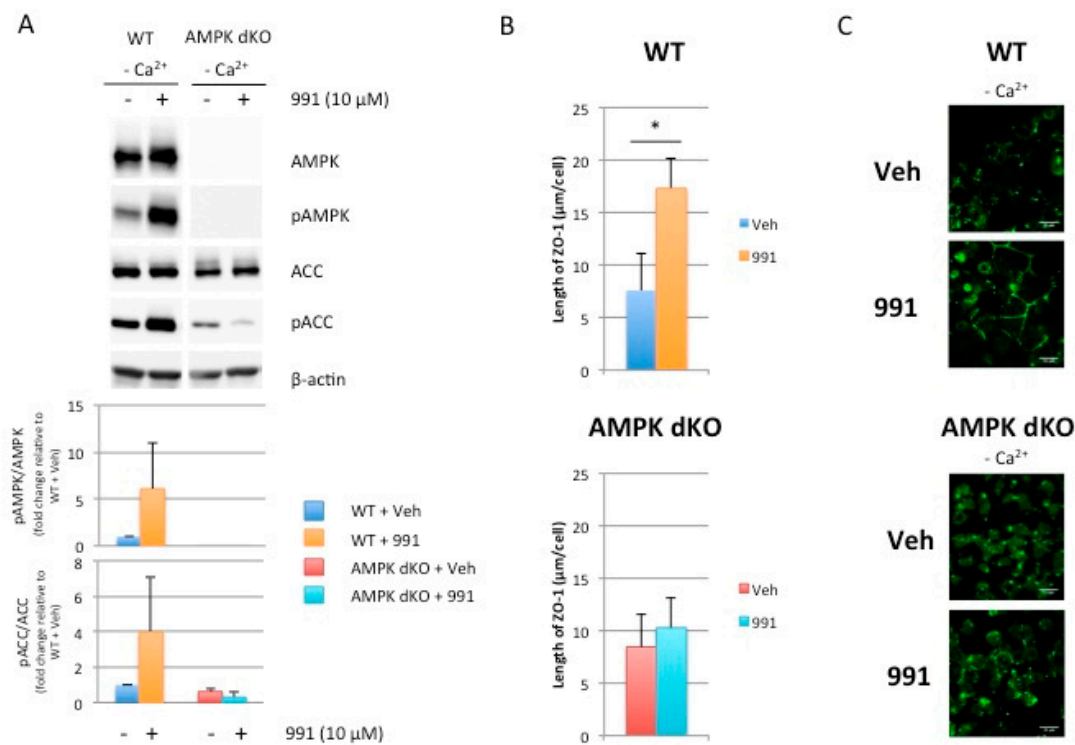 A
WT AMPK dKO
- Ca²⁺ - Ca²⁺
- + - + 991 (10 µM)
AMPK
pAMPK
ACC
pACC
β-actin
15
10
5
0
pAMPK/AMPK
(fold change relative to
WT + Veh)
8
6
4
2
0
pACC/ACC
(fold change relative to
WT + Veh)
- + - + 991 (10 µM)
WT + Veh
WT + 991
AMPK dKO + Veh
AMPK dKO + 991
B
WT
25
20
15
10
5
0
Length of ZO-1 (µm/cell)
*
Veh
991
AMPK dKO
25
20
15
10
5
0
Length of ZO-1 (µm/cell)
Veh
991
C
WT
- Ca²⁺
Veh
991
AMPK dKO
- Ca²⁺
Veh
991